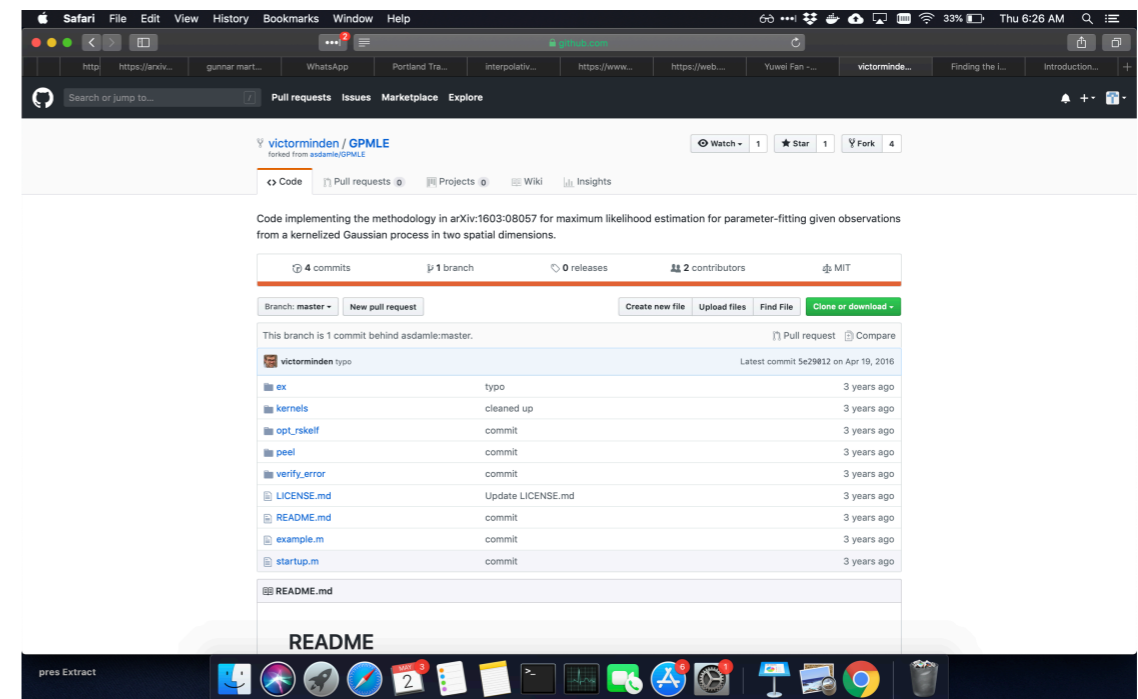 Safari File Edit View History Bookmarks Window Help 33% Thu 6:26 AM
2 github.com
http: https://arxiv... gunnar mart... WhatsApp Portland Tra... interpolativ... https://www... https://web.... Yuwei Fan -... victorminde... Finding the i... Introduction...
Search or jump to... / Pull requests Issues Marketplace Explore
victorminden / GPMLE Watch 1 Star 1 Fork 4
forked from asdamle/GPMLE
<> Code Pull requests 0 Projects 0 Wiki Insights
Code implementing the methodology in arXiv:1603:08057 for maximum likelihood estimation for parameter-fitting given observations
from a kernelized Gaussian process in two spatial dimensions.
4 commits 1 branch 0 releases 2 contributors MIT
Branch: master New pull request Create new file Upload files Find File Clone or download
This branch is 1 commit behind asdamle:master. Pull request Compare
victorminden typo Latest commit 5e29012 on Apr 19, 2016
ex typo 3 years ago
kernels cleaned up 3 years ago
opt_rskelf commit 3 years ago
peel commit 3 years ago
verify_error commit 3 years ago
LICENSE.md Update LICENSE.md 3 years ago
README.md commit 3 years ago
example.m commit 3 years ago
startup.m commit 3 years ago
README.md
README
pres Extract MAY 2 3 >_ 6 1